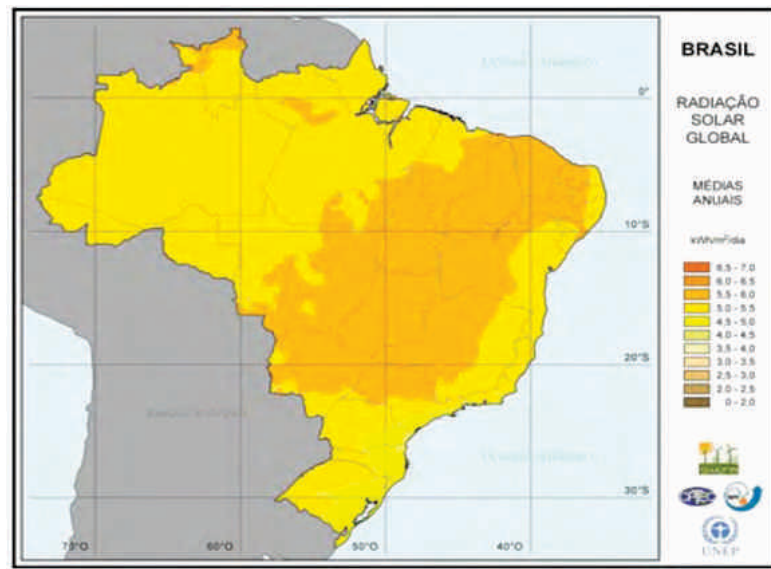 BRASIL
RADIAÇÃO
SOLAR
GLOBAL
MÉDIAS
ANUAIS
kWh/m²/dia
6,5 - 7,0
6,0 - 6,5
5,5 - 6,0
5,0 - 5,5
4,5 - 5,0
4,0 - 4,5
3,5 - 4,0
3,0 - 3,5
2,5 - 3,0
2,0 - 2,5
0 - 2,0
0°
10°S
20°S
30°S
70°O
60°O
50°O
40°O
CPTEC
UNEP